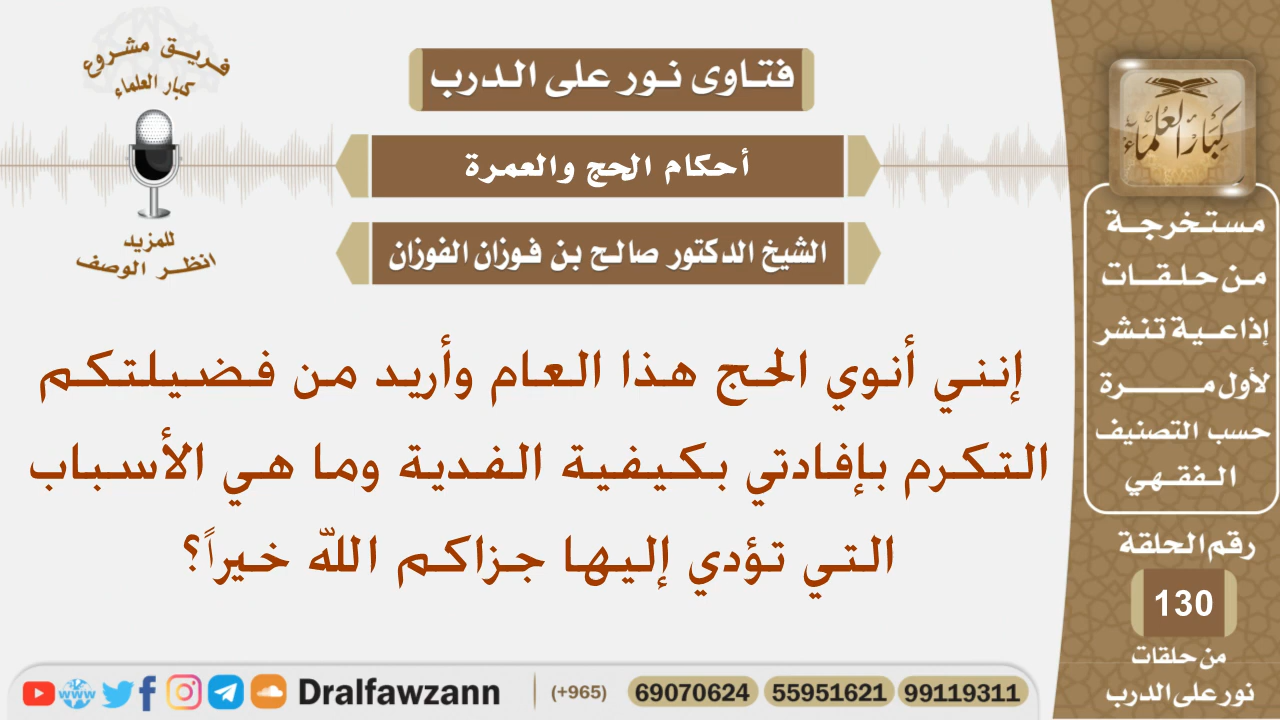 فريق مشروع
كبار العلماء
للمزيد
انظر الوصف
فتاوى نور على الدرب
أحكام الحج والعمرة
الشيخ الدكتور صالح بن فوزان الفوزان
إنني أنوي الحج هذا العام وأريد من فضيلتكم
التكرم بإفادتي بكيفية الفدية وما هي الأسباب
التي تؤدي إليها جزاكم الله خيراً؟
كبار العلماء
مستخرجة
من حلقات
إذاعية تنشر
لأول مرة
حسب التصنيف
الفقهي
رقم الحلقة
130
من حلقات
نور على الدرب
Dralfawzann
(+965)
69070624
55951621
99119311